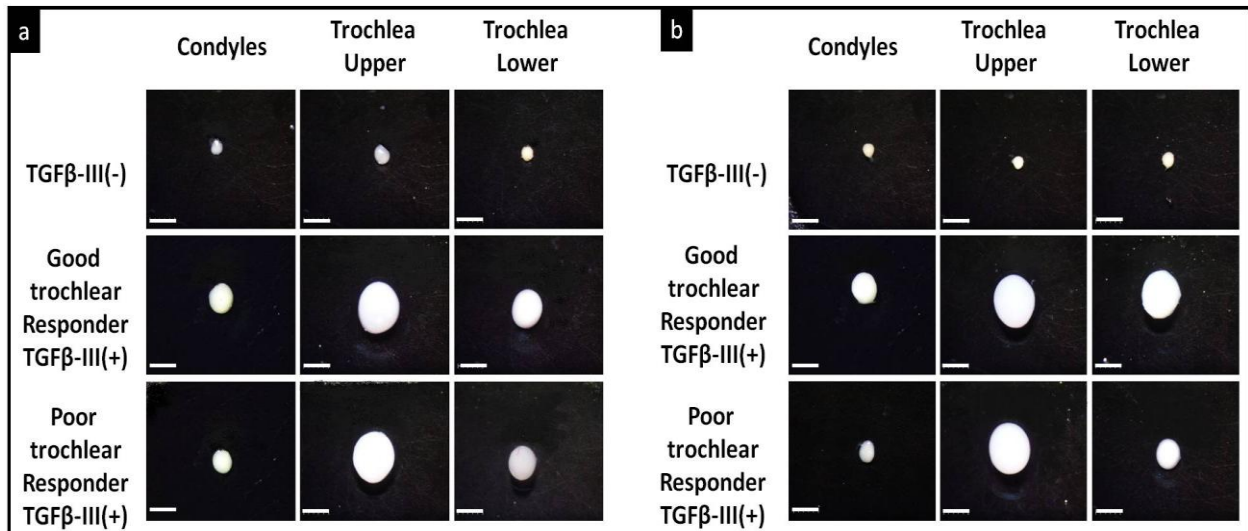 a
Condyles
Trochlea
Upper
Trochlea
Lower
TGFβ-III(-)
Good
trochlear
Responder
TGFβ-III(+)
Poor
trochlear
Responder
TGFβ-III(+)
b
Condyles
Trochlea
Upper
Trochlea
Lower
TGFβ-III(-)
Good
trochlear
Responder
TGFβ-III(+)
Poor
trochlear
Responder
TGFβ-III(+)